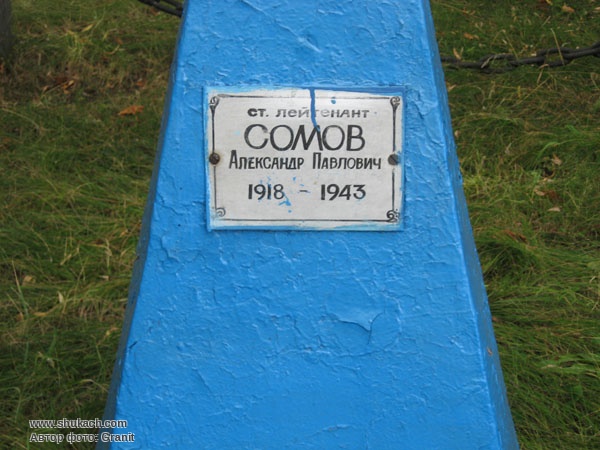 ст. лейтенант
СОМОВ
Александр Павлович
1918 - 1943
www.shukach.com
Автор фото: Granit